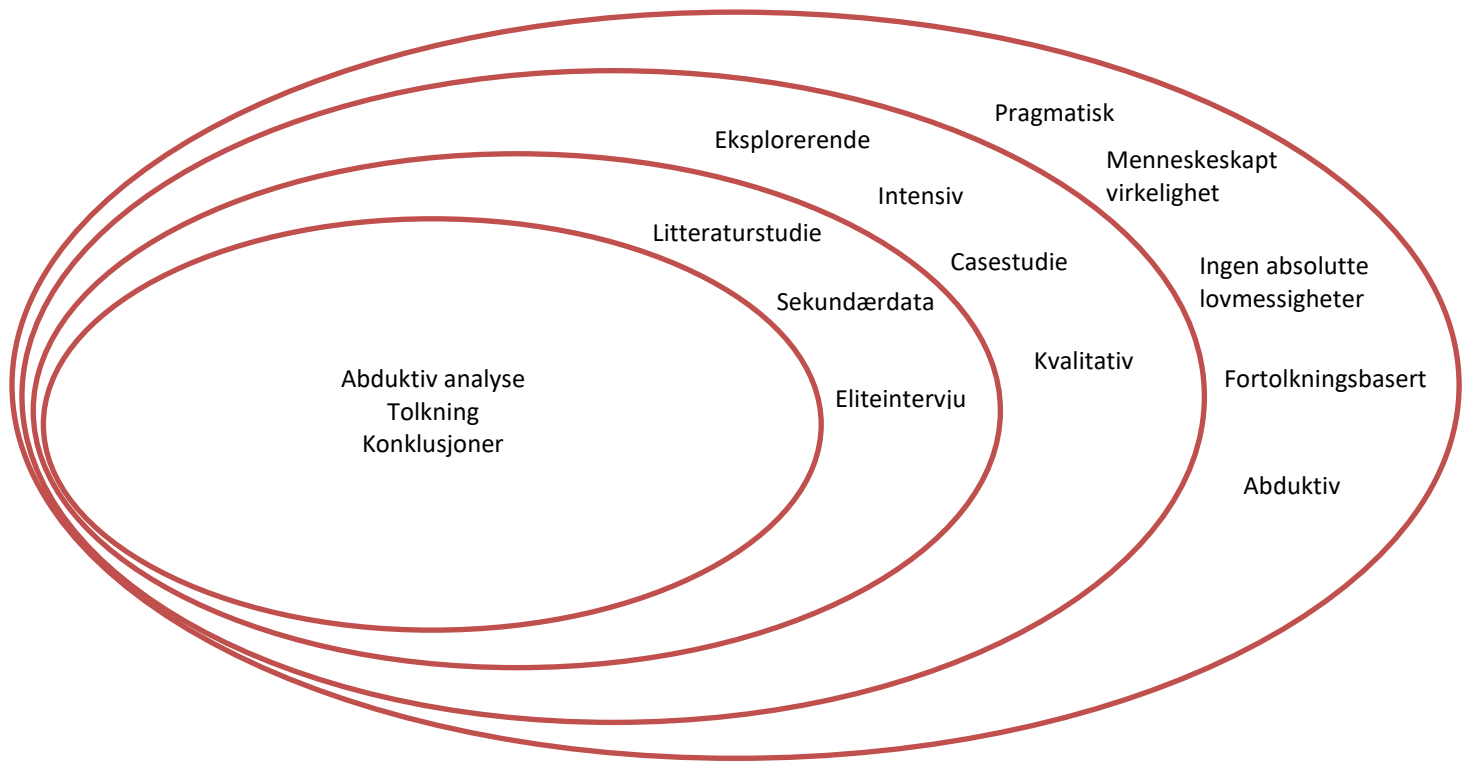 Pragmatisk
Menneskeskapt
virkelighet
Ingen absolutte
lovmessigheter
Fortolkningsbasert
Abduktiv
Eksplorerende
Intensiv
Casestudie
Kvalitativ
Litteraturstudie
Sekundærdata
Eliteintervju
Abduktiv analyse
Tolkning
Konklusjoner